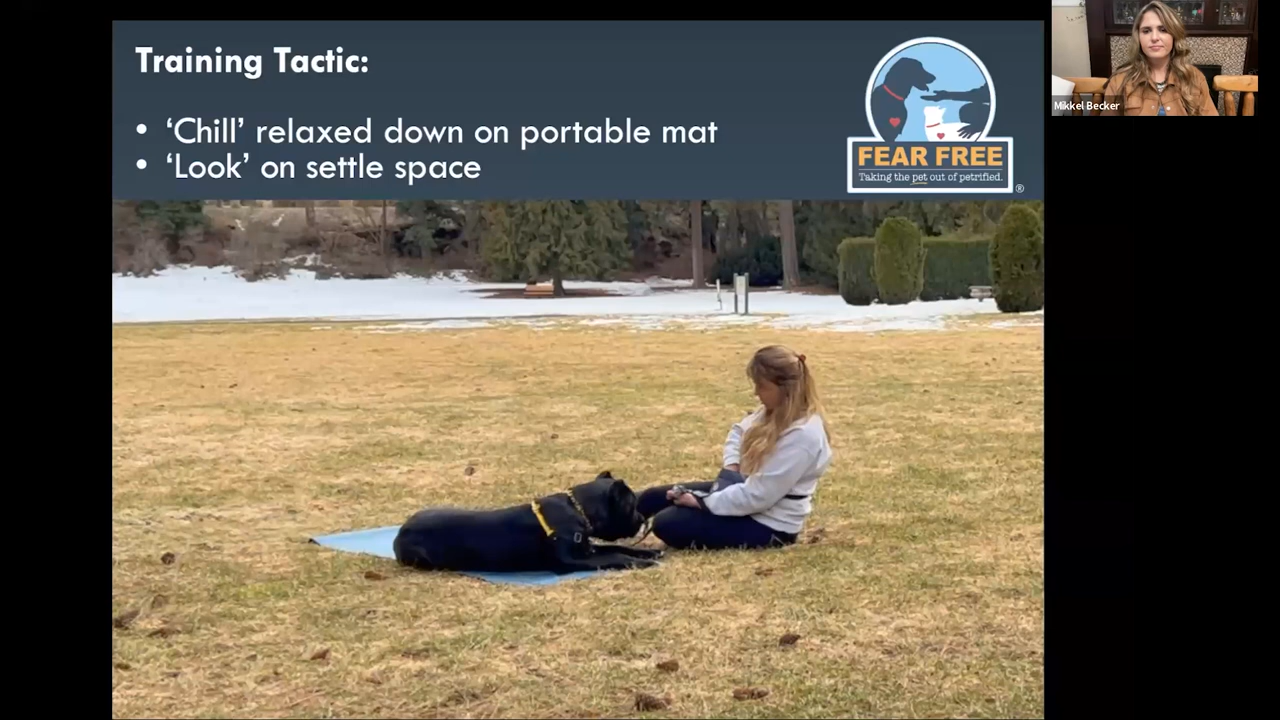 Training Tactic:
• ‘Chill’ relaxed down on portable mat
• ‘Look’ on settle space
FEAR FREE
Taking the pet out of petrified.
®
Mikkel Becker